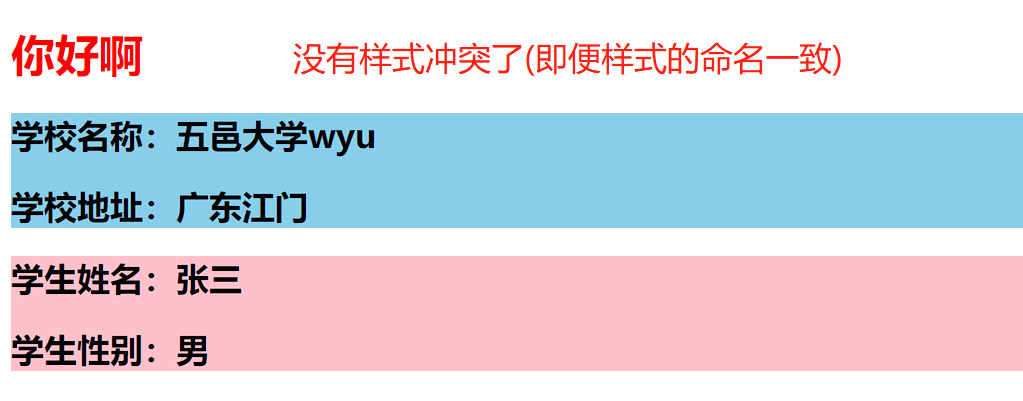 你好啊
没有样式冲突了(即便样式的命名一致)
学校名称：五邑大学wyu
学校地址：广东江门
学生姓名：张三
学生性别：男